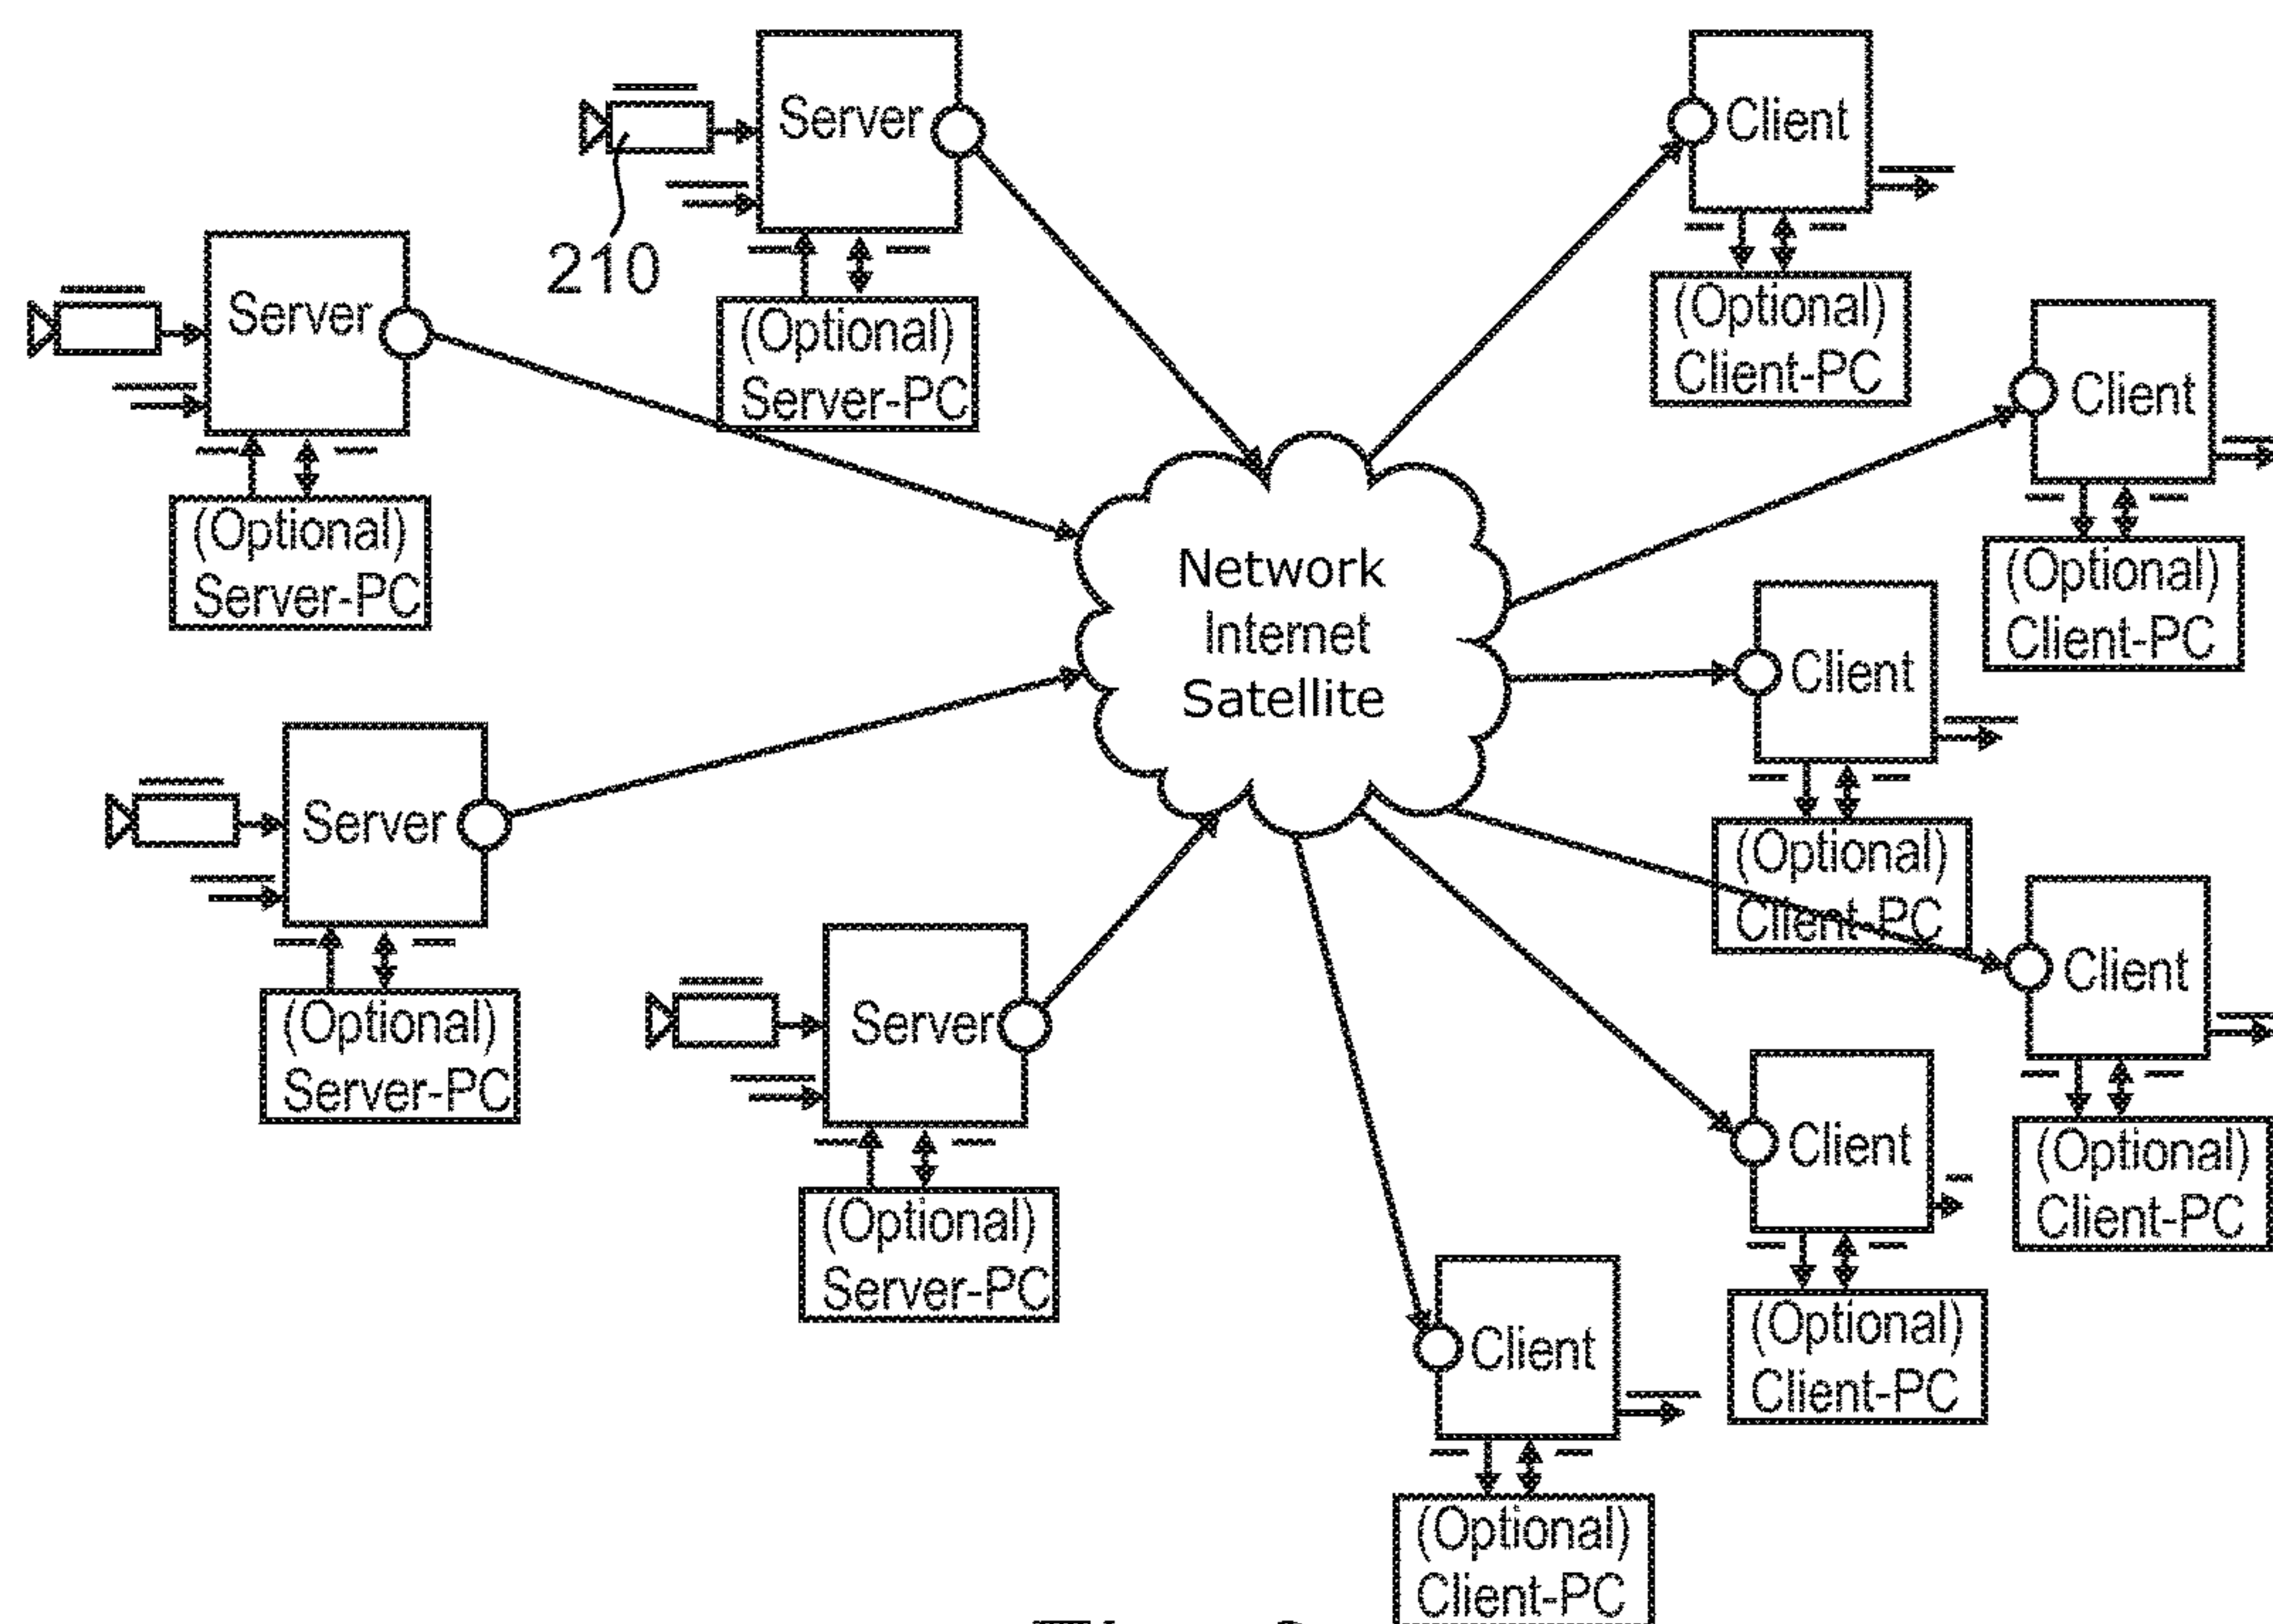 Server
210
(Optional)
Server-PC
Server
(Optional)
Server-PC
Server
(Optional)
Server-PC
Server
(Optional)
Server-PC
Network
Internet
Satellite
Client
(Optional)
Client-PC
Client
(Optional)
Client-PC
Client
(Optional)
Client-PC
Client
(Optional)
Client-PC
Client
(Optional)
Client-PC
Client
(Optional)
Client-PC